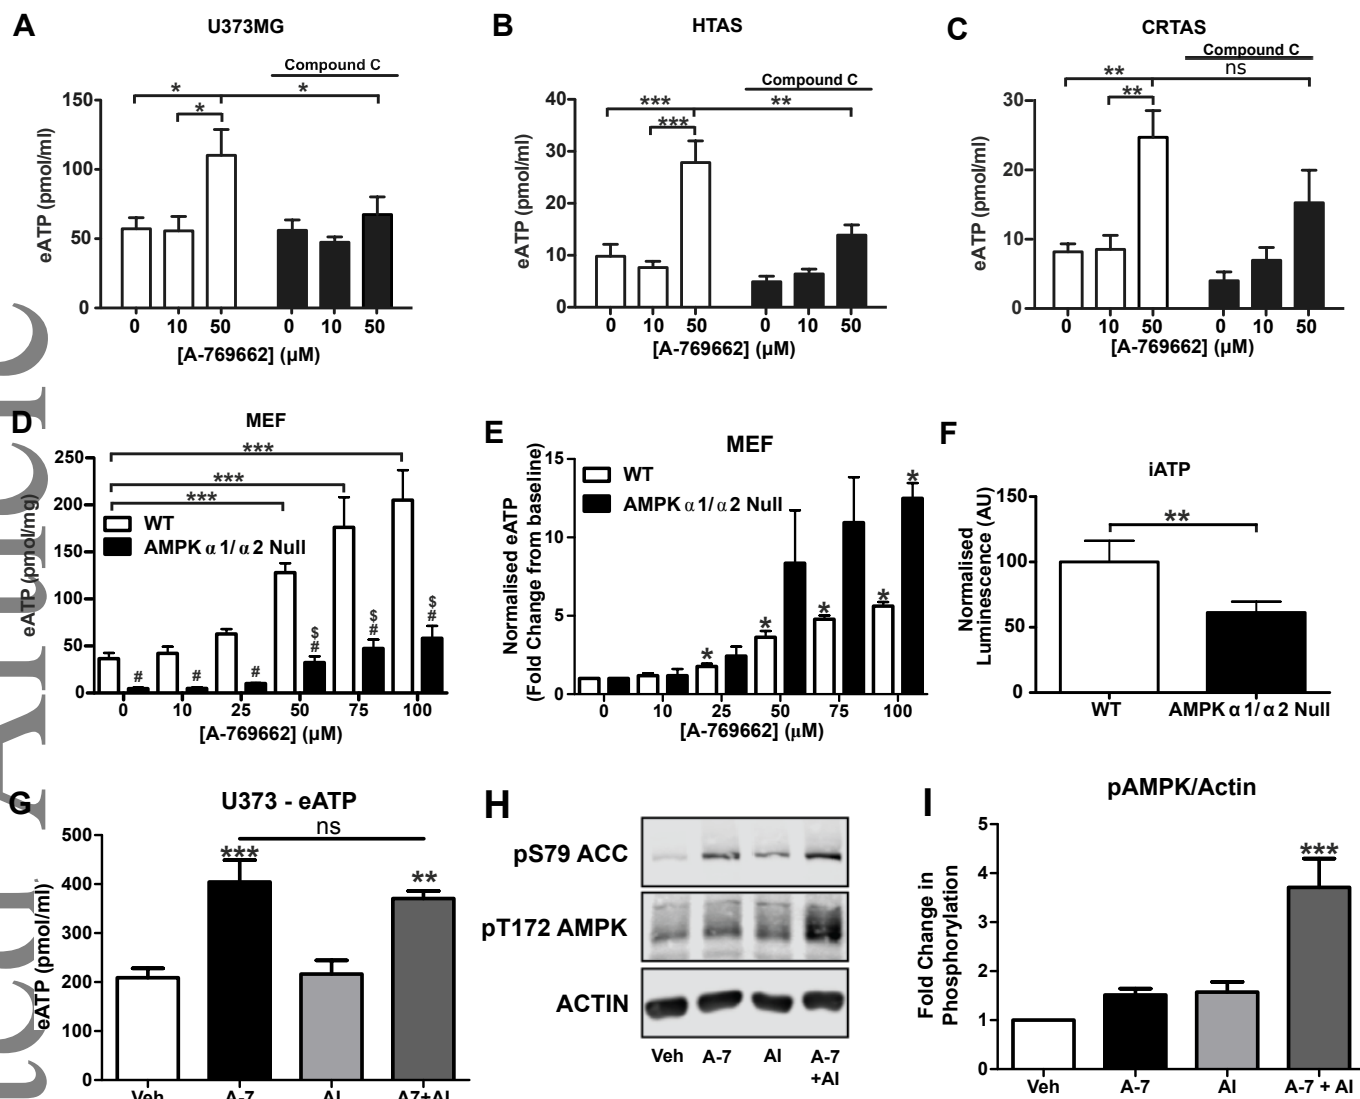 A
U373MG
Compound C
*
*
*
eATP (pmol/ml)
150
100
50
0
0 10 50 0 10 50
[A-769662] (µM)
B
HTAS
Compound C
***
**
***
eATP (pmol/ml)
40
30
20
10
0
0 10 50 0 10 50
[A-769662] (µM)
C
CRTAS
Compound C
**
ns
**
eATP (pmol/ml)
30
20
10
0
0 10 50 0 10 50
[A-769662] (µM)
D
MEF
***
***
***
WT
AMPK α1/α2 Null
eATP (pmol/mg)
250
200
150
100
50
0
# # # $ # $ # $ #
0 10 25 50 75 100
[A-769662] (µM)
E
MEF
WT
AMPK α1/α2 Null
Normalised eATP
(Fold Change from baseline)
15
10
5
0
* * * * *
0 10 25 50 75 100
[A-769662] (µM)
F
iATP
**
Normalised
Luminescence (AU)
150
100
50
0
WT AMPK α1/α2 Null
G
U373 - eATP
ns
***
**
eATP (pmol/ml)
500
400
300
200
100
0
Veh A-7 AI A7+AI
H
pS79 ACC
pT172 AMPK
ACTIN
Veh A-7 AI A-7
+AI
I
pAMPK/Actin
***
Fold Change in
Phosphorylation
5
4
3
2
1
0
Veh A-7 AI A-7 + AI